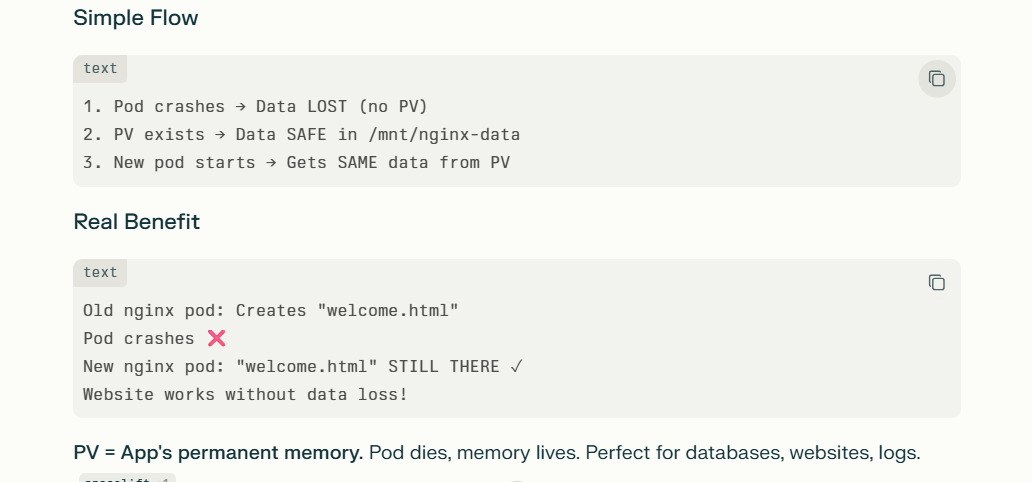 Simple Flow
text
1. Pod crashes → Data LOST (no PV)
2. PV exists → Data SAFE in /mnt/nginx-data
3. New pod starts → Gets SAME data from PV
Real Benefit
text
Old nginx pod: Creates "welcome.html"
Pod crashes ❌
New nginx pod: "welcome.html" STILL THERE ✓
Website works without data loss!
PV = App's permanent memory. Pod dies, memory lives. Perfect for databases, websites, logs.